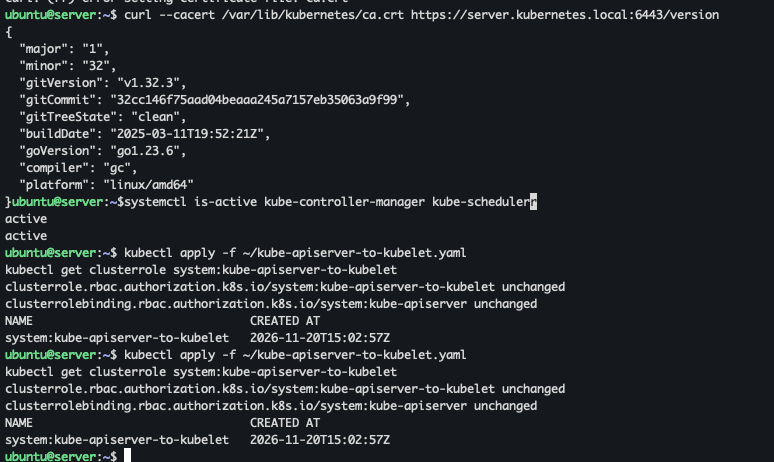 ubuntu@server:~$ curl --cacert /var/lib/kubernetes/ca.crt https://server.kubernetes.local:6443/version
{
  "major": "1",
  "minor": "32",
  "gitVersion": "v1.32.3",
  "gitCommit": "32cc146f75aad04beaaa245a7157eb35063a9f99",
  "gitTreeState": "clean",
  "buildDate": "2025-03-11T19:52:21Z",
  "goVersion": "go1.23.6",
  "compiler": "gc",
  "platform": "linux/amd64"
}ubuntu@server:~$systemctl is-active kube-controller-manager kube-schedulerr
active
active
ubuntu@server:~$ kubectl apply -f ~/kube-apiserver-to-kubelet.yaml
kubectl get clusterrole system:kube-apiserver-to-kubelet
clusterrole.rbac.authorization.k8s.io/system:kube-apiserver-to-kubelet unchanged
clusterrolebinding.rbac.authorization.k8s.io/system:kube-apiserver unchanged
NAME                               CREATED AT
system:kube-apiserver-to-kubelet   2026-11-20T15:02:57Z
ubuntu@server:~$ kubectl apply -f ~/kube-apiserver-to-kubelet.yaml
kubectl get clusterrole system:kube-apiserver-to-kubelet
clusterrole.rbac.authorization.k8s.io/system:kube-apiserver-to-kubelet unchanged
clusterrolebinding.rbac.authorization.k8s.io/system:kube-apiserver unchanged
NAME                               CREATED AT
system:kube-apiserver-to-kubelet   2026-11-20T15:02:57Z
ubuntu@server:~$